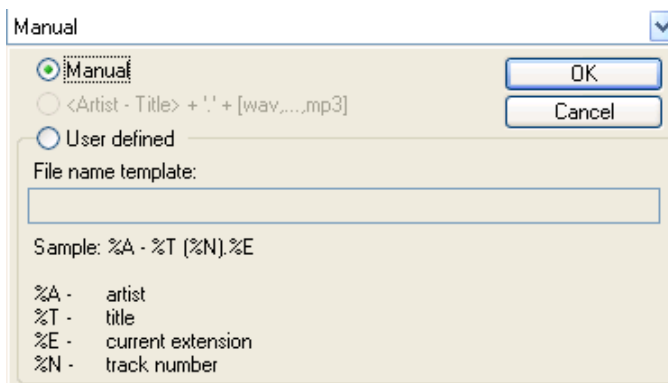 Manual
Manual
OK
<Artist - Title> + '.' + [wav,...,mp3]
Cancel
User defined
File name template:
Sample: %A - %T (%N).%E
%A - artist
%T - title
%E - current extension
%N - track number